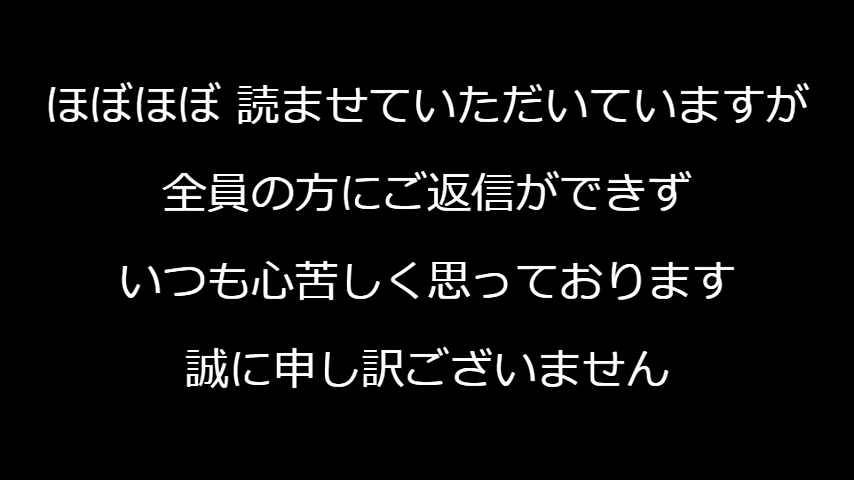 ほぼほぼ 読ませていただいていますが
全員の方にご返信ができず
いつも心苦しく思っております
誠に申し訳ございません